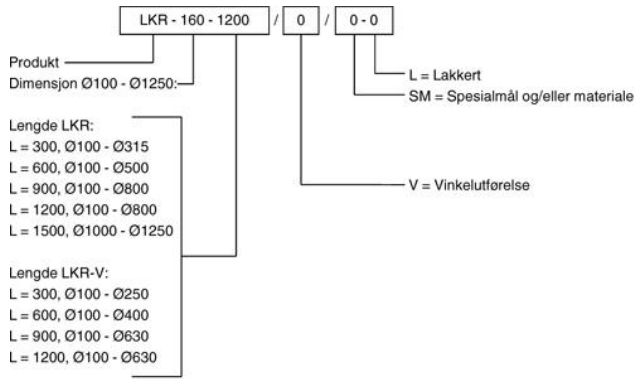 LKR - 160 - 1200 / 0 / 0 - 0
Produkt
Dimensjon Ø100 - Ø1250:
L = Lakkert
SM = Spesialmål og/eller materiale
Lengde LKR:
L = 300, Ø100 - Ø315
L = 600, Ø100 - Ø500
L = 900, Ø100 - Ø800
L = 1200, Ø100 - Ø800
L = 1500, Ø1000 - Ø1250
V = Vinkelutførelse
Lengde LKR-V:
L = 300, Ø100 - Ø250
L = 600, Ø100 - Ø400
L = 900, Ø100 - Ø630
L = 1200, Ø100 - Ø630